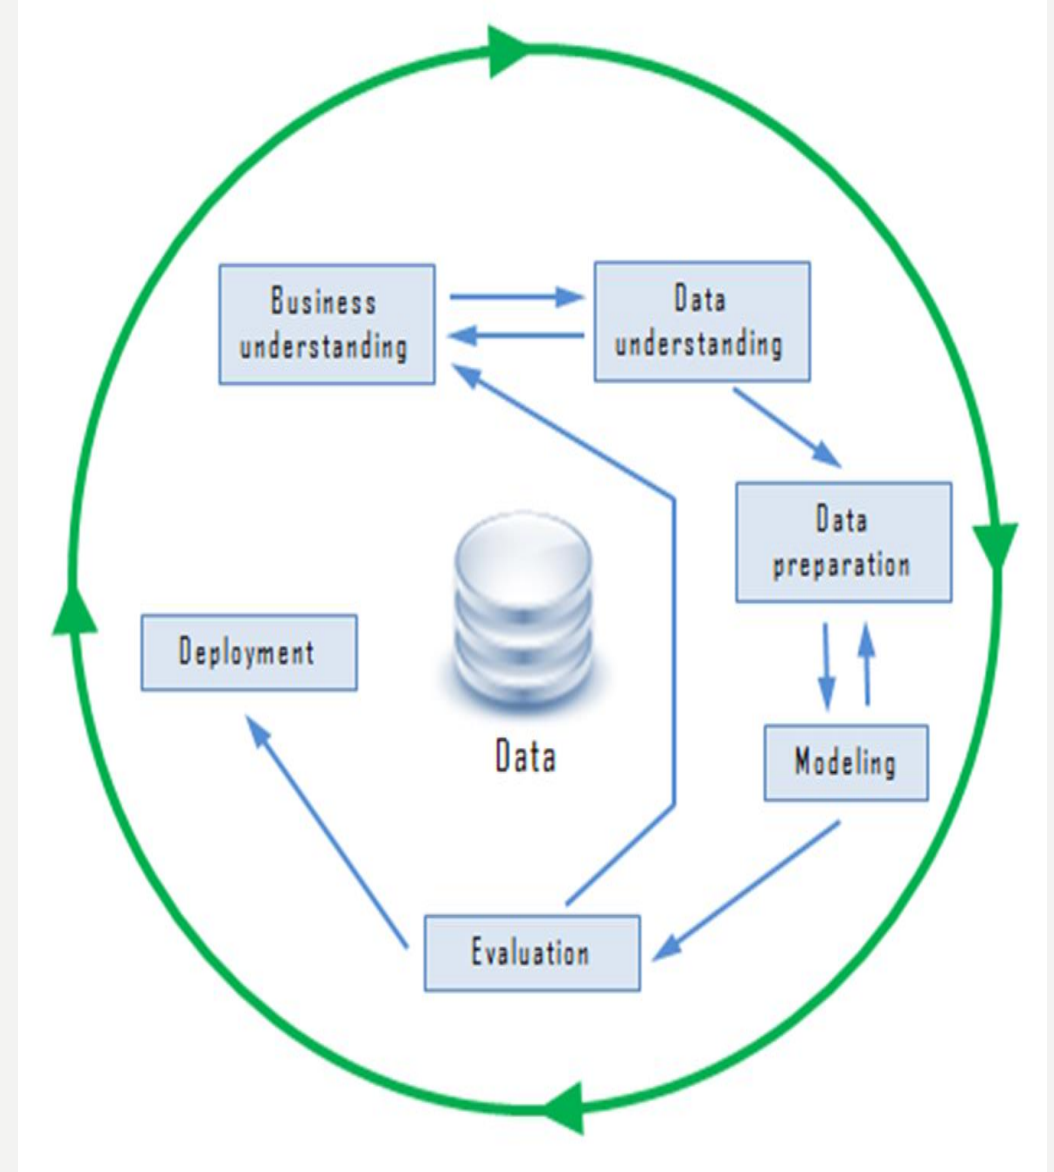 Business
understanding
Data
understanding
Data
preparation
Deployment
Data
Modeling
Evaluation